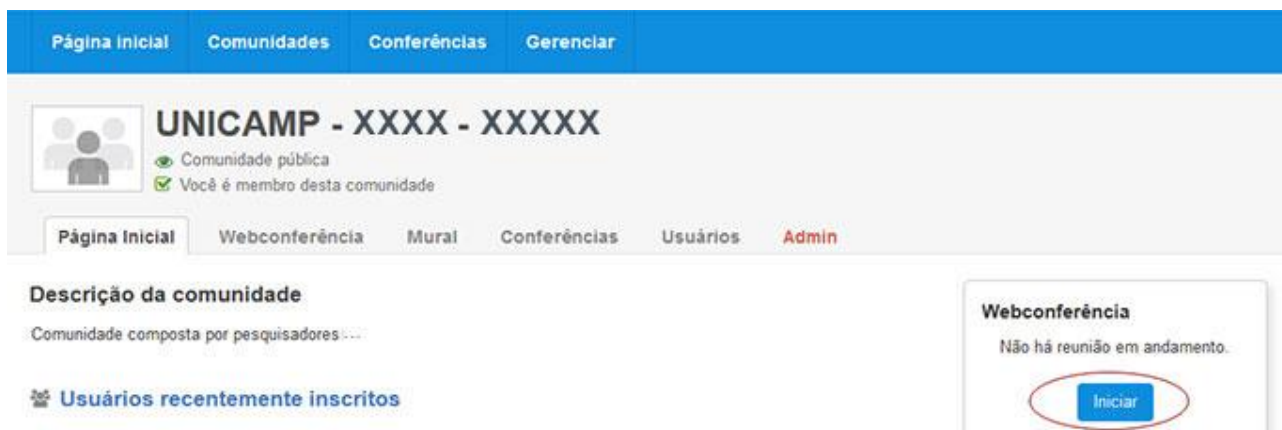 Página inicial Comunidades Conferências Gerenciar
UNICAMP - XXXX - XXXXX
Comunidade pública
Você é membro desta comunidade
Página Inicial Webconferência Mural Conferências Usuários Admin
Descrição da comunidade
Comunidade composta por pesquisadores ...
Usuários recentemente inscritos
Webconferência
Não há reunião em andamento.
Iniciar